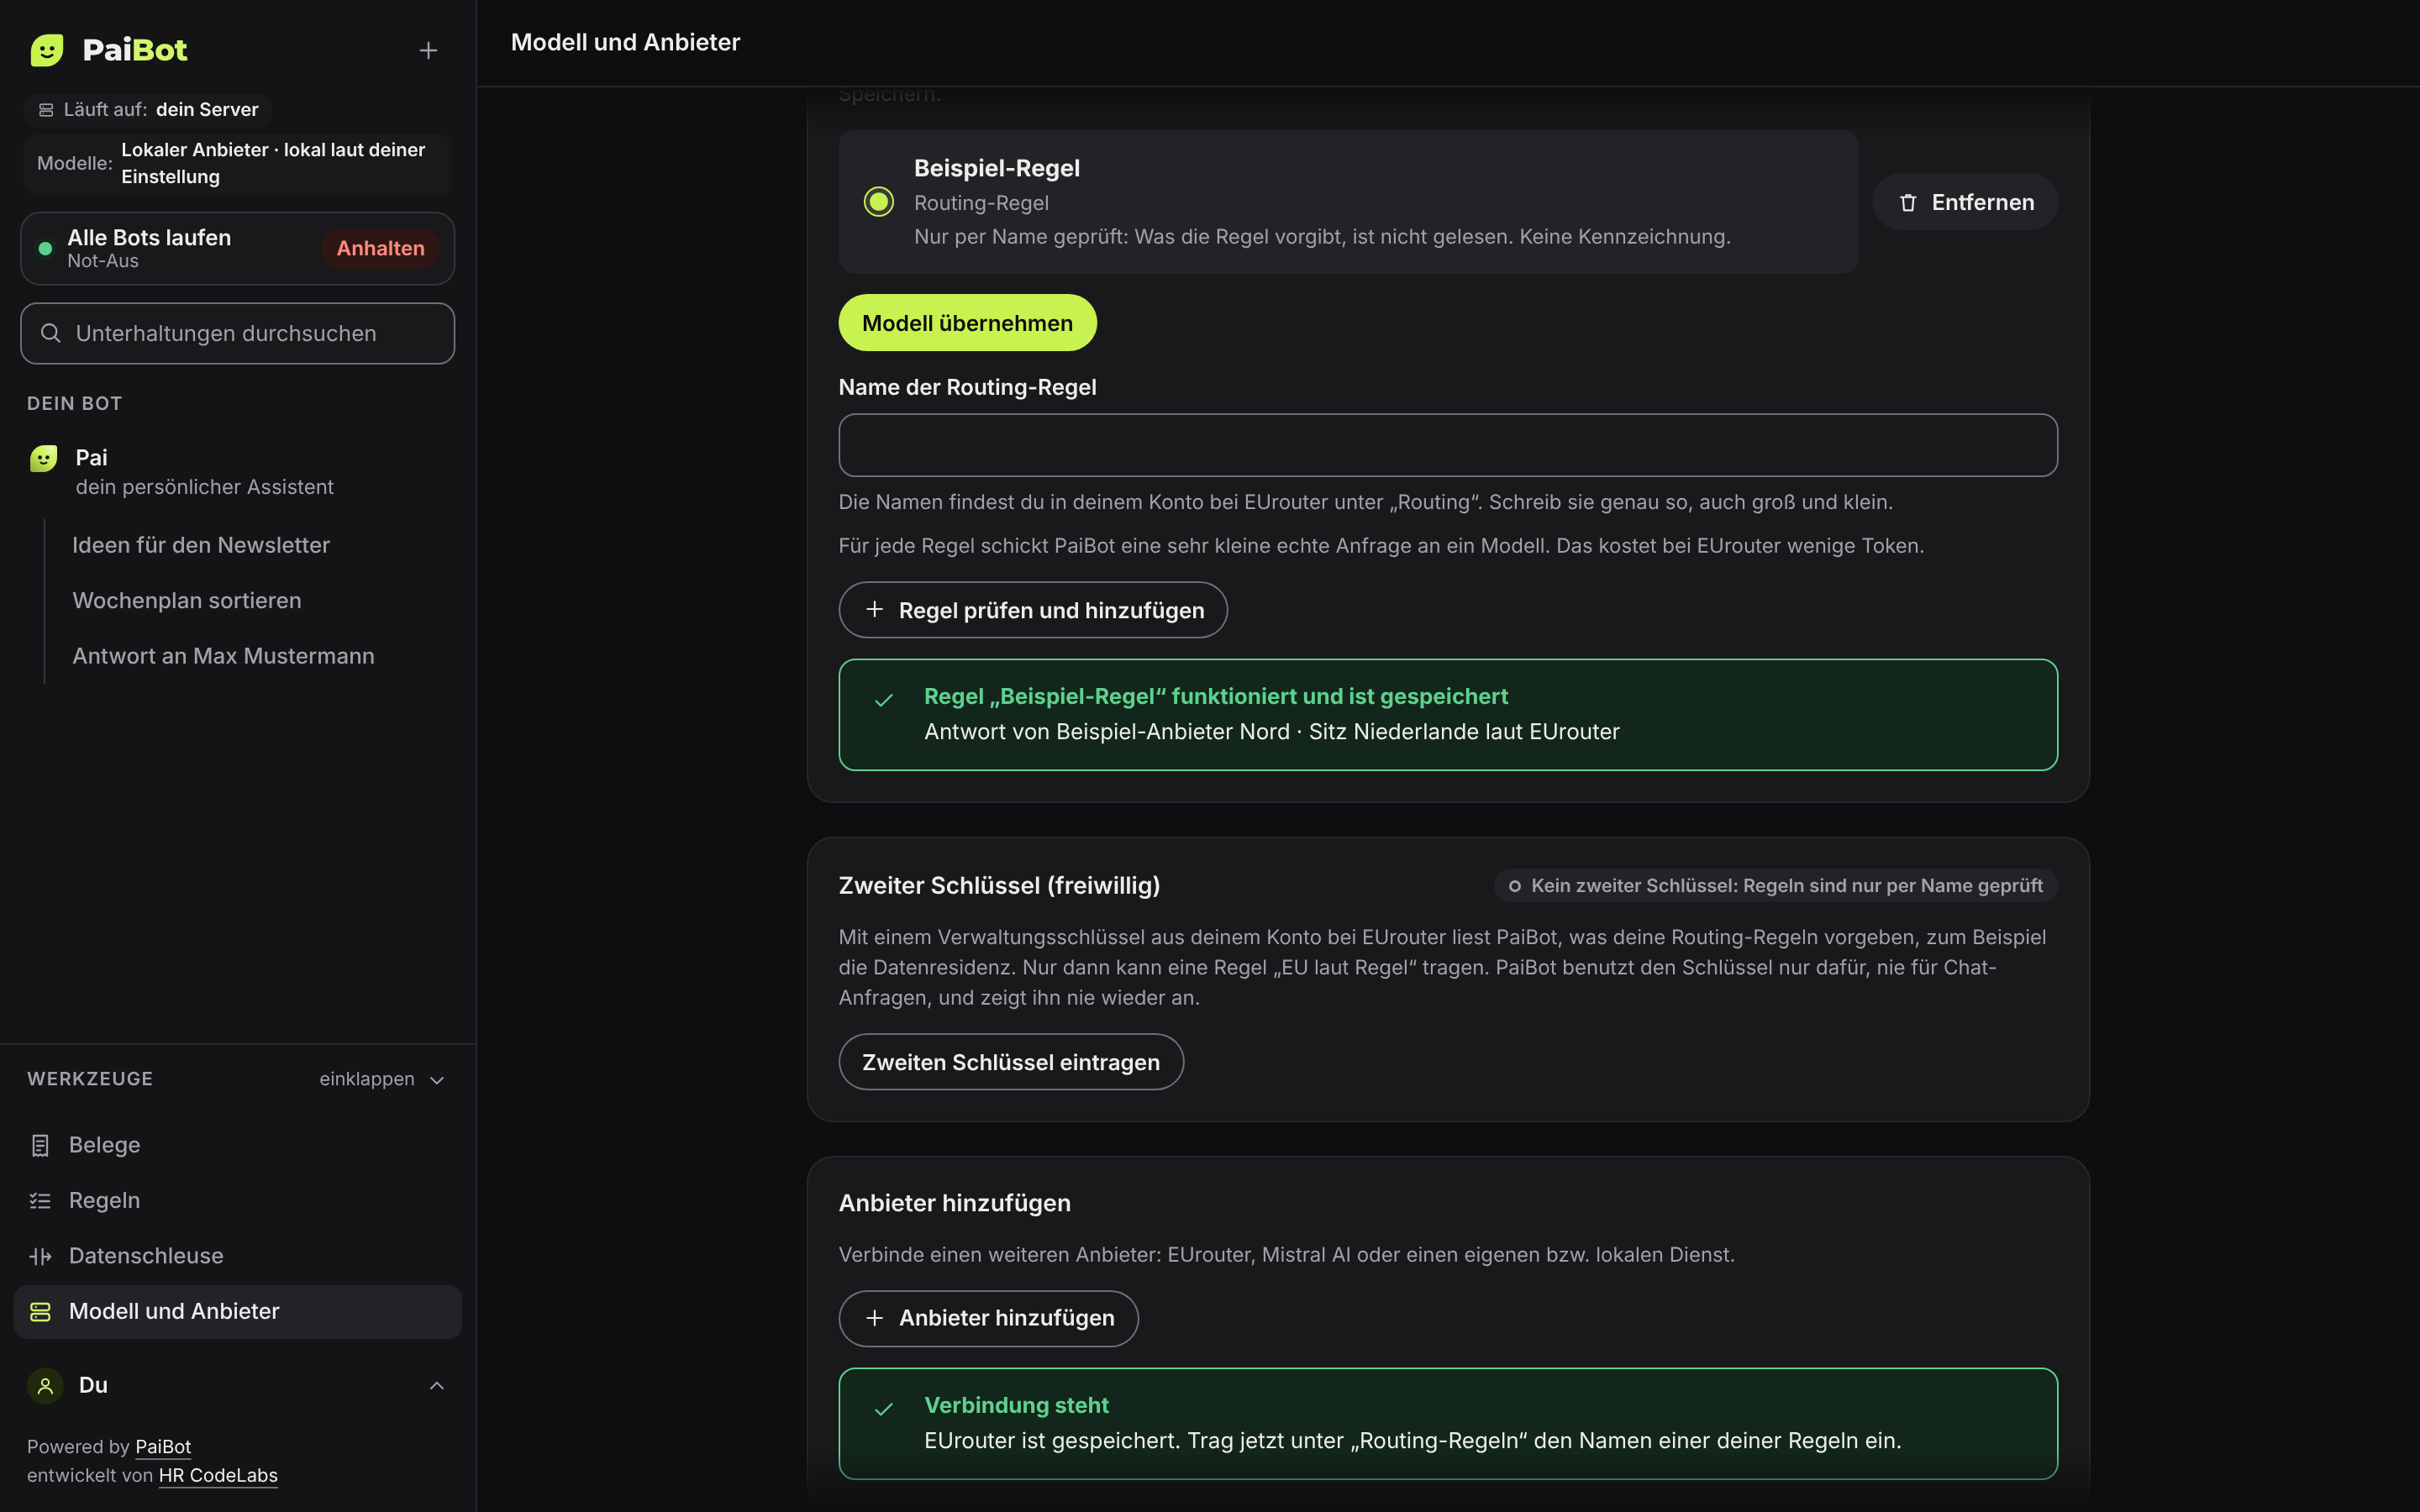 PaiBot
Läuft auf: dein Server
Modelle: Lokaler Anbieter · lokal laut deiner
Einstellung
Alle Bots laufen
Not-Aus
Anhalten
Unterhaltungen durchsuchen
DEIN BOT
Pai
dein persönlicher Assistent
Ideen für den Newsletter
Wochenplan sortieren
Antwort an Max Mustermann
WERKZEUGE
einklappen
Belege
Regeln
Datenschleuse
Modell und Anbieter
Du
Powered by PaiBot
entwickelt von HR CodeLabs
Modell und Anbieter
Speichern.
Beispiel-Regel
Routing-Regel
Nur per Name geprüft: Was die Regel vorgibt, ist nicht gelesen. Keine Kennzeichnung.
Entfernen
Modell übernehmen
Name der Routing-Regel
Die Namen findest du in deinem Konto bei EUrouter unter „Routing“. Schreib sie genau so, auch groß und klein.
Für jede Regel schickt PaiBot eine sehr kleine echte Anfrage an ein Modell. Das kostet bei EUrouter wenige Token.
Regel prüfen und hinzufügen
Regel „Beispiel-Regel“ funktioniert und ist gespeichert
Antwort von Beispiel-Anbieter Nord · Sitz Niederlande laut EUrouter
Zweiter Schlüssel (freiwillig)
Kein zweiter Schlüssel: Regeln sind nur per Name geprüft
Mit einem Verwaltungsschlüssel aus deinem Konto bei EUrouter liest PaiBot, was deine Routing-Regeln vorgeben, zum Beispiel
die Datenresidenz. Nur dann kann eine Regel „EU laut Regel“ tragen. PaiBot benutzt den Schlüssel nur dafür, nie für Chat-
Anfragen, und zeigt ihn nie wieder an.
Zweiten Schlüssel eintragen
Anbieter hinzufügen
Verbinde einen weiteren Anbieter: EUrouter, Mistral AI oder einen eigenen bzw. lokalen Dienst.
Anbieter hinzufügen
Verbindung steht
EUrouter ist gespeichert. Trag jetzt unter „Routing-Regeln“ den Namen einer deiner Regeln ein.